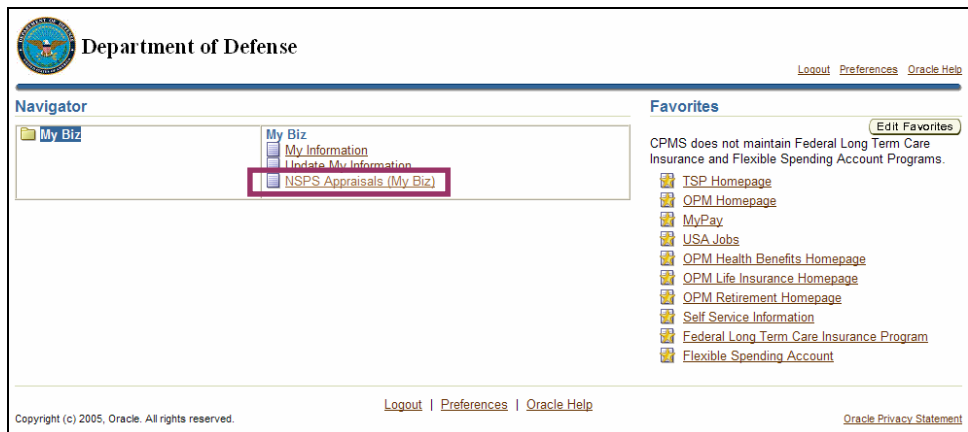 Department of Defense
Logout Preferences Oracle Help
Navigator
My Biz
My Biz
My Information
Update My Information
NSPS Appraisals (My Biz)
Favorites
Edit Favorites
CPMS does not maintain Federal Long Term Care
Insurance and Flexible Spending Account Programs.
TSP Homepage
OPM Homepage
MyPay
USA Jobs
OPM Health Benefits Homepage
OPM Life Insurance Homepage
OPM Retirement Homepage
Self Service Information
Federal Long Term Care Insurance Program
Flexible Spending Account
Logout | Preferences | Oracle Help
Copyright (c) 2005, Oracle. All rights reserved.
Oracle Privacy Statement